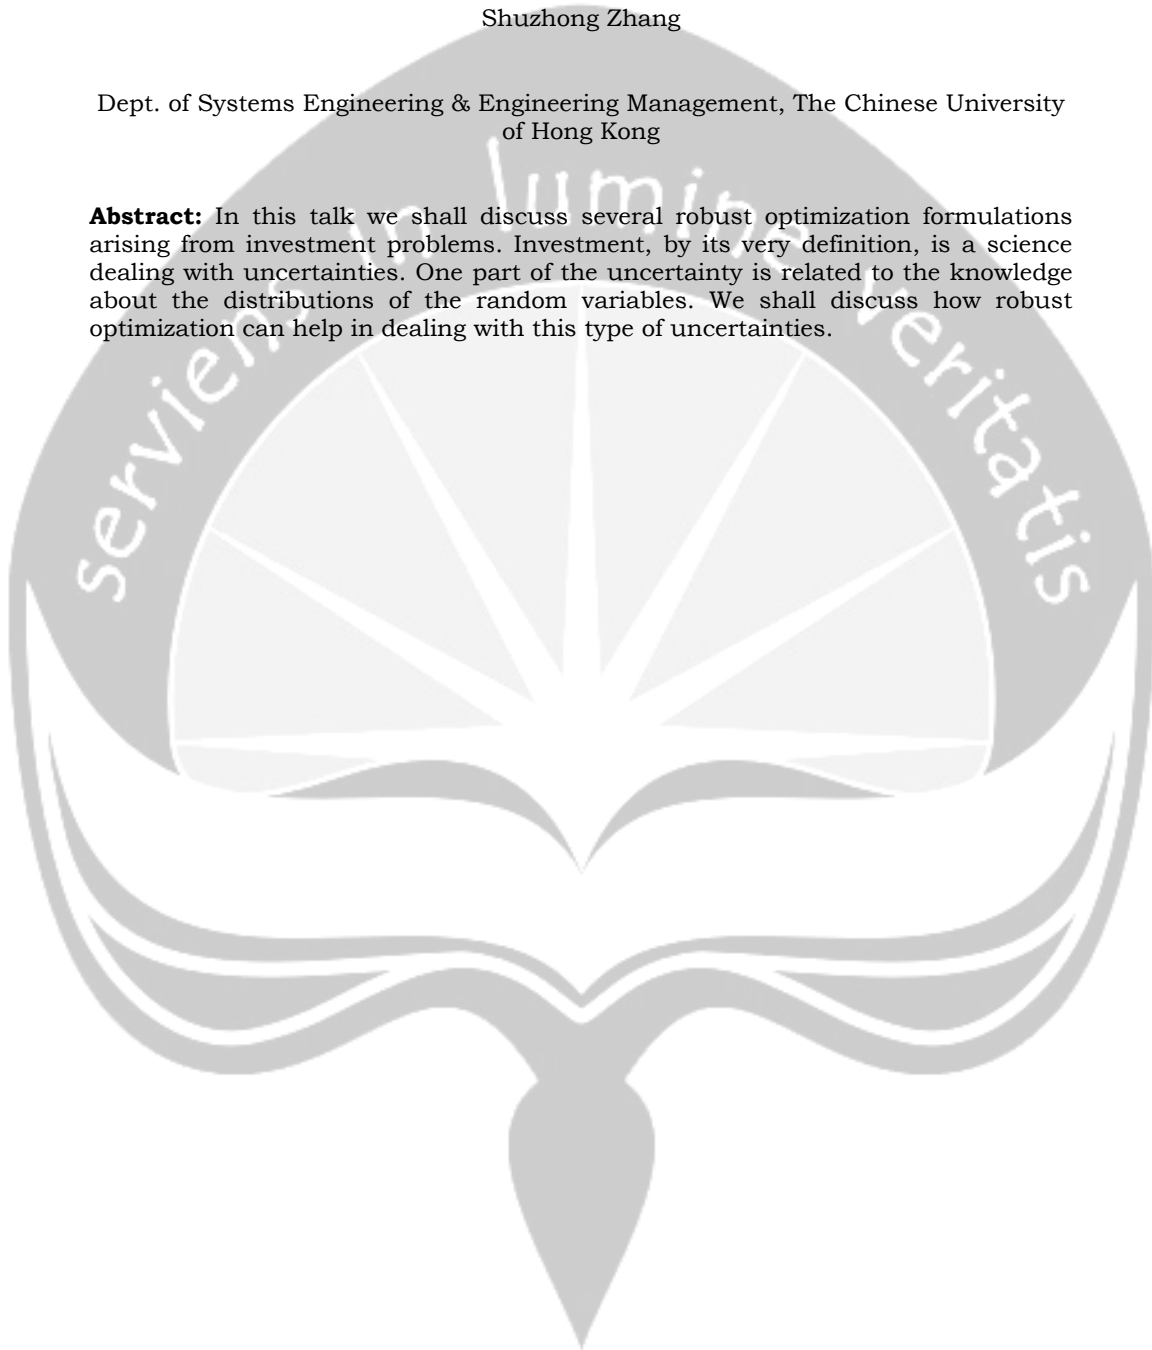 Shuzhong Zhang
Dept. of Systems Engineering & Engineering Management, The Chinese University
of Hong Kong
Abstract: In this talk we shall discuss several robust optimization formulations
arising from investment problems. Investment, by its very definition, is a science
dealing with uncertainties. One part of the uncertainty is related to the knowledge
about the distributions of the random variables. We shall discuss how robust
optimization can help in dealing with this type of uncertainties.
serviens in lumine veritatis